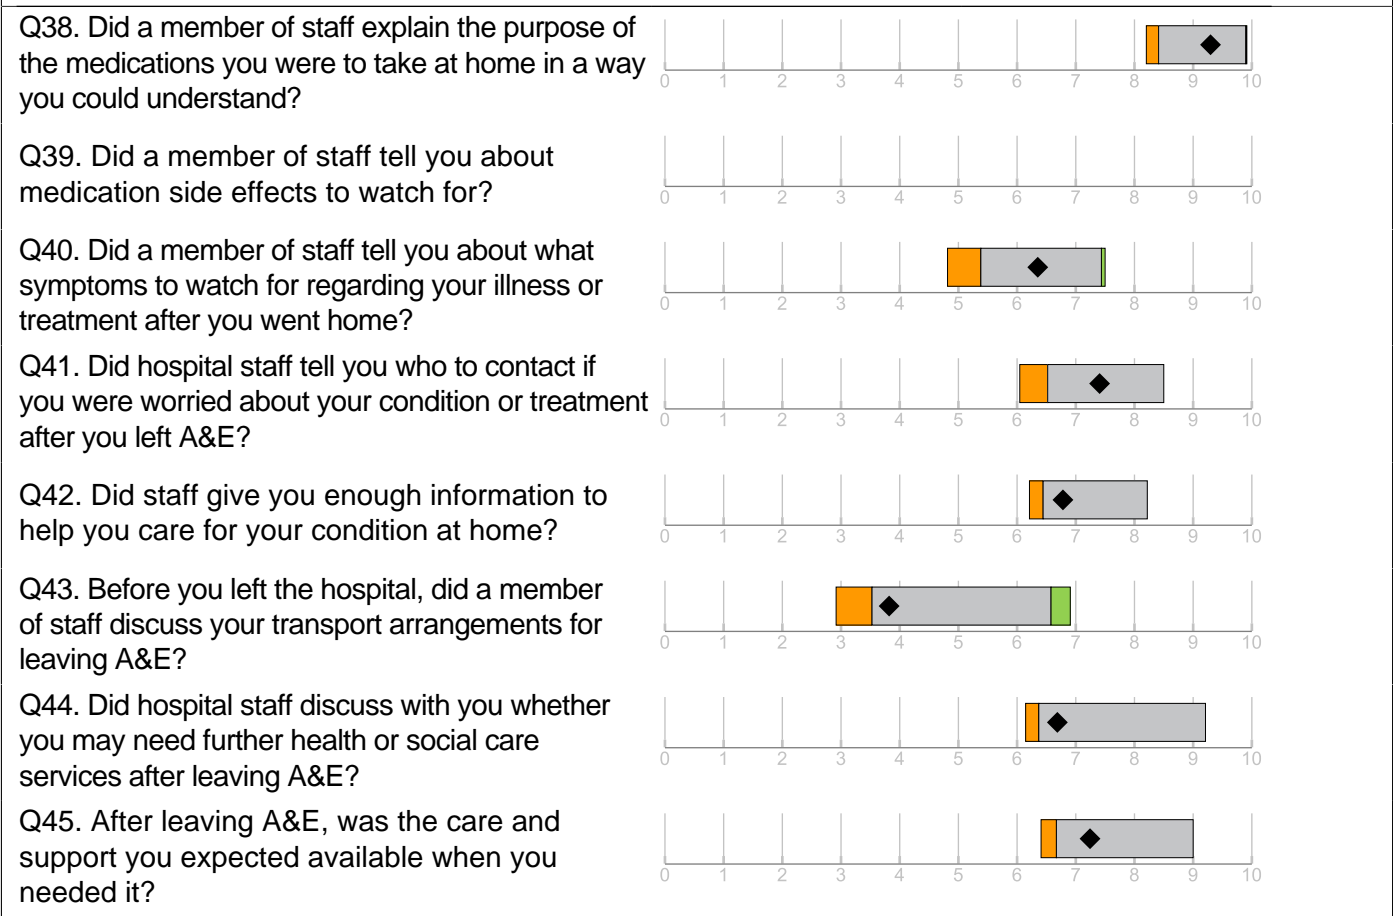 Q38. Did a member of staff explain the purpose of
the medications you were to take at home in a way
you could understand?
0 1 2 3 4 5 6 7 8 9 10
Q39. Did a member of staff tell you about
medication side effects to watch for?
0 1 2 3 4 5 6 7 8 9 10
Q40. Did a member of staff tell you about what
symptoms to watch for regarding your illness or
treatment after you went home?
0 1 2 3 4 5 6 7 8 9 10
Q41. Did hospital staff tell you who to contact if
you were worried about your condition or treatment
after you left A&E?
0 1 2 3 4 5 6 7 8 9 10
Q42. Did staff give you enough information to
help you care for your condition at home?
0 1 2 3 4 5 6 7 8 9 10
Q43. Before you left the hospital, did a member
of staff discuss your transport arrangements for
leaving A&E?
0 1 2 3 4 5 6 7 8 9 10
Q44. Did hospital staff discuss with you whether
you may need further health or social care
services after leaving A&E?
0 1 2 3 4 5 6 7 8 9 10
Q45. After leaving A&E, was the care and
support you expected available when you
needed it?
0 1 2 3 4 5 6 7 8 9 10